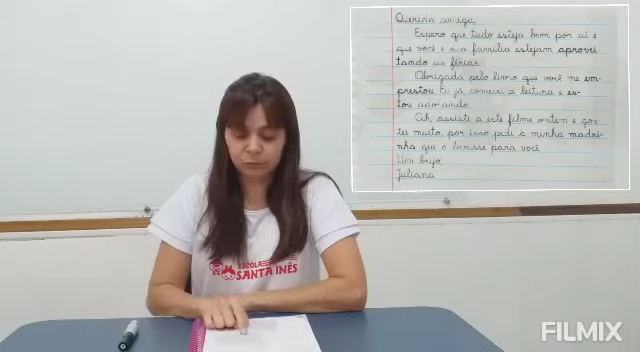 Querida amiga,
Espero que tudo esteja bem por aí e
que você e sua família estejam aprovei-
tando as férias.
Obrigada pelo livro que você me em-
prestou. Eu já comecei a leitura e es-
tou adorando.
Ah, assisti a este filme ontem e gos-
tei muito, por isso pedi à minha madri-
nha que o levasse para você.
Um beijo,
Juliana
ESCOLA
SANTA INÊS
FILMIX